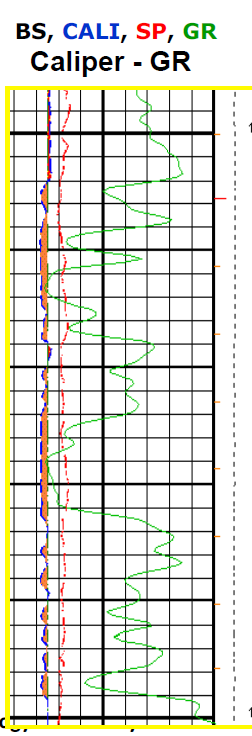 BS, CALI, SP, GR
Caliper - GR